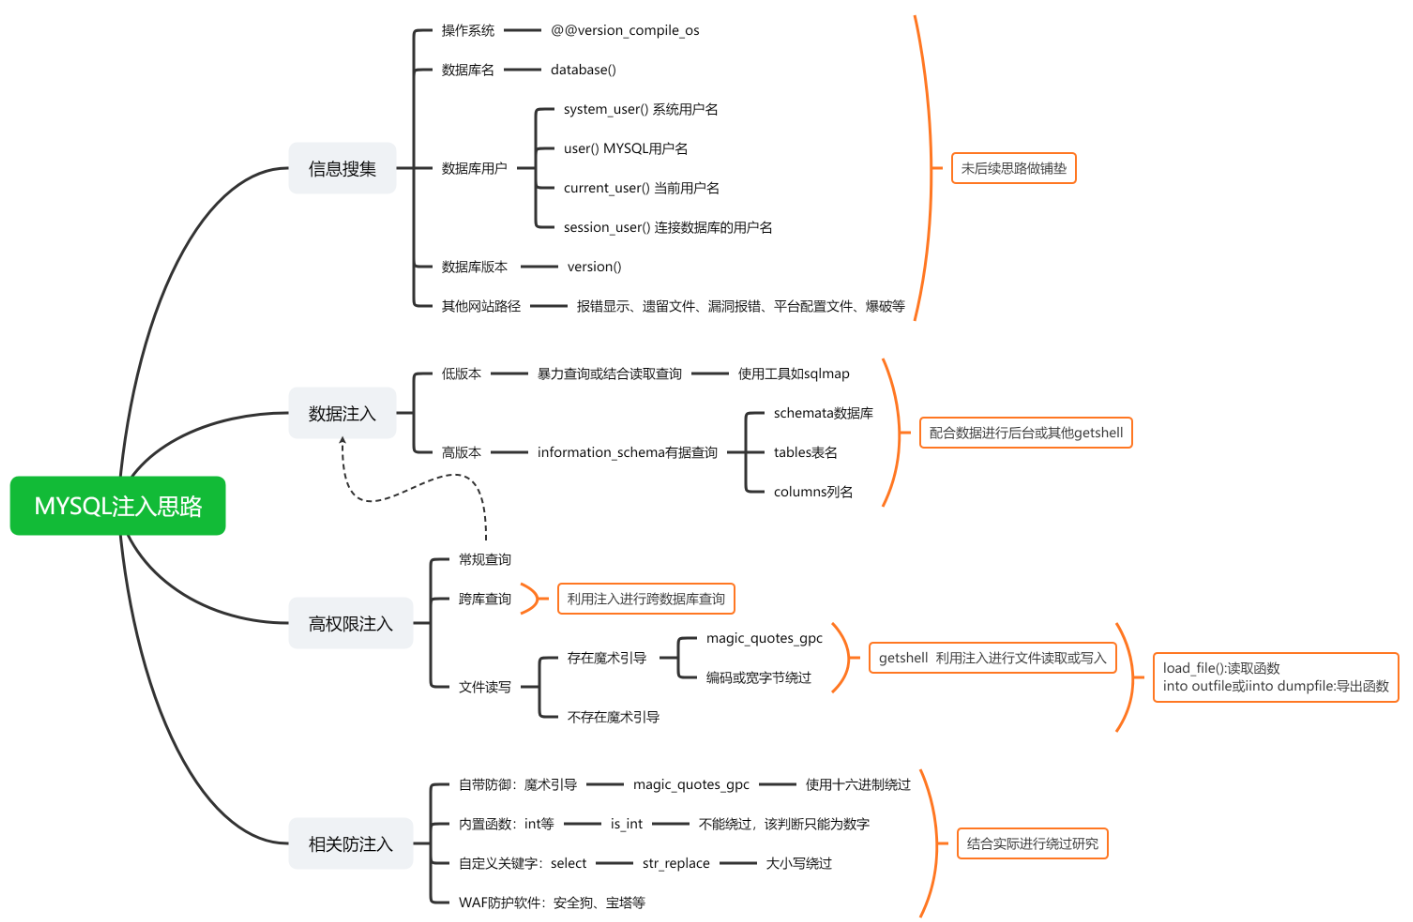 MYSQL注入思路
信息搜集
操作系统
@@version_compile_os
数据库名
database()
数据库用户
system_user() 系统用户名
user() MYSQL用户名
current_user() 当前用户名
session_user() 连接数据库的用户名
数据库版本
version()
其他网站路径
报错显示、遗留文件、漏洞报错、平台配置文件、爆破等
未后续思路做铺垫
数据注入
低版本
暴力查询或结合读取查询
使用工具如sqlmap
高版本
information_schema有据查询
schemata数据库
tables表名
columns列名
配合数据进行后台或其他getshell
高权限注入
常规查询
跨库查询
利用注入进行跨数据库查询
文件读写
存在魔术引导
magic_quotes_gpc
编码或宽字节绕过
不存在魔术引导
getshell 利用注入进行文件读取或写入
load_file():读取函数
into outfile或iinto dumpfile:导出函数
相关防注入
自带防御：魔术引导
magic_quotes_gpc
使用十六进制绕过
内置函数：int等
is_int
不能绕过，该判断只能为数字
自定义关键字：select
str_replace
大小写绕过
WAF防护软件：安全狗、宝塔等
结合实际进行绕过研究